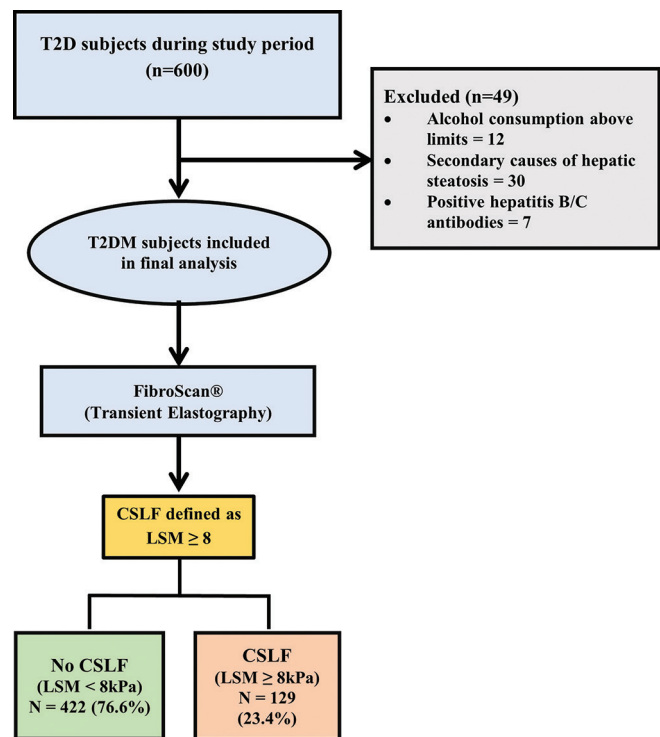 T2D subjects during study period
(n=600)
Excluded (n=49)
• Alcohol consumption above
limits = 12
• Secondary causes of hepatic
steatosis = 30
• Positive hepatitis B/C
antibodies = 7
T2DM subjects included
in final analysis
FibroScan®
(Transient Elastography)
CSLF defined as
LSM ≥ 8
No CSLF
(LSM < 8kPa)
N = 422 (76.6%)
CSLF
(LSM ≥ 8kPa)
N = 129
(23.4%)